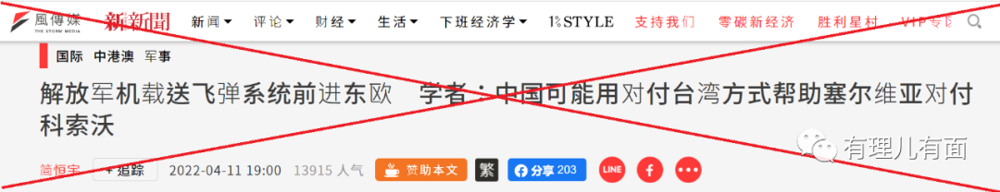 風傳媒 THE STORM MEDIA 新新聞 新闻 评论 财经 生活 下班经济学 1% STYLE 支持我们 零碳新经济 胜利星村 VIP专区
国际 中港澳 军事
解放军机载送飞弹系统前进东欧 学者：中国可能用对付台湾方式帮助塞尔维亚对付
科索沃
简恒宇 + 追踪 2022-04-11 19:00 13915 人气 赞助本文 繁 分享 203 LINE
有理儿有面